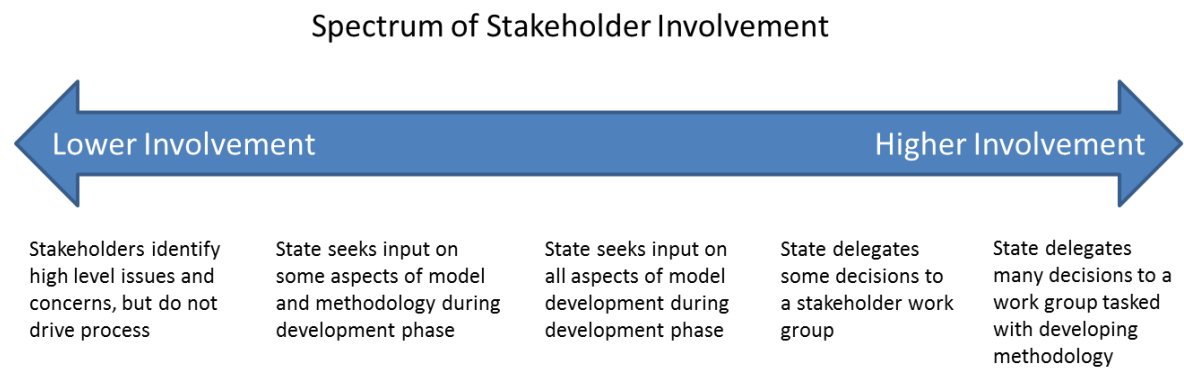 Spectrum of Stakeholder Involvement
Lower Involvement
Higher Involvement
Stakeholders identify
high level issues and
concerns, but do not
drive process
State seeks input on
some aspects of model
and methodology during
development phase
State seeks input on
all aspects of model
development during
development phase
State delegates
some decisions to
a stakeholder work
group
State delegates
many decisions to a
work group tasked
with developing
methodology